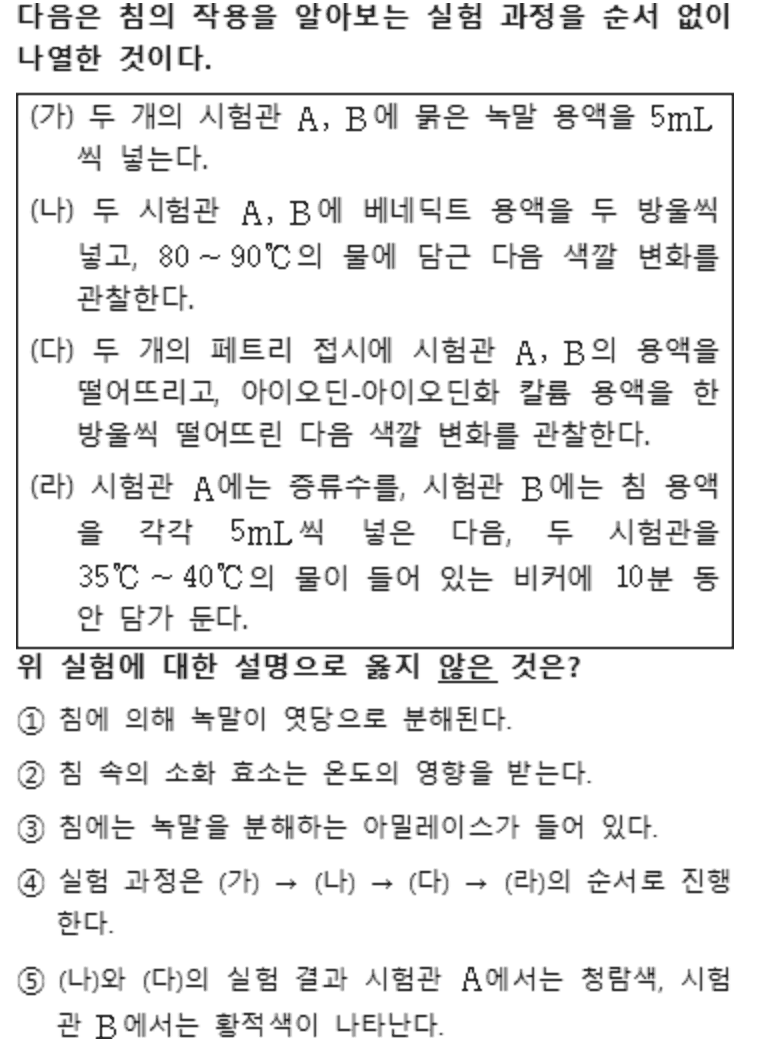 다음은 침의 작용을 알아보는 실험 과정을 순서 없이
나열한 것이다.
(가) 두 개의 시험관 A, B에 묽은 녹말 용액을 5mL
씩 넣는다.
(나) 두 시험관 A, B에 베네딕트 용액을 두 방울씩
넣고, 80 ~ 90℃의 물에 담근 다음 색깔 변화를
관찰한다.
(다) 두 개의 페트리 접시에 시험관 A, B의 용액을
떨어뜨리고, 아이오딘-아이오딘화 칼륨 용액을 한
방울씩 떨어뜨린 다음 색깔 변화를 관찰한다.
(라) 시험관 A에는 증류수를, 시험관 B에는 침 용액
을 각각 5mL씩 넣은 다음, 두 시험관을
35℃ ~ 40℃의 물이 들어 있는 비커에 10분 동
안 담가 둔다.
위 실험에 대한 설명으로 옳지 않은 것은?
① 침에 의해 녹말이 엿당으로 분해된다.
② 침 속의 소화 효소는 온도의 영향을 받는다.
③ 침에는 녹말을 분해하는 아밀레이스가 들어 있다.
④ 실험 과정은 (가) → (나) → (다) → (라)의 순서로 진행
한다.
⑤ (나)와 (다)의 실험 결과 시험관 A에서는 청람색, 시험
관 B에서는 황적색이 나타난다.